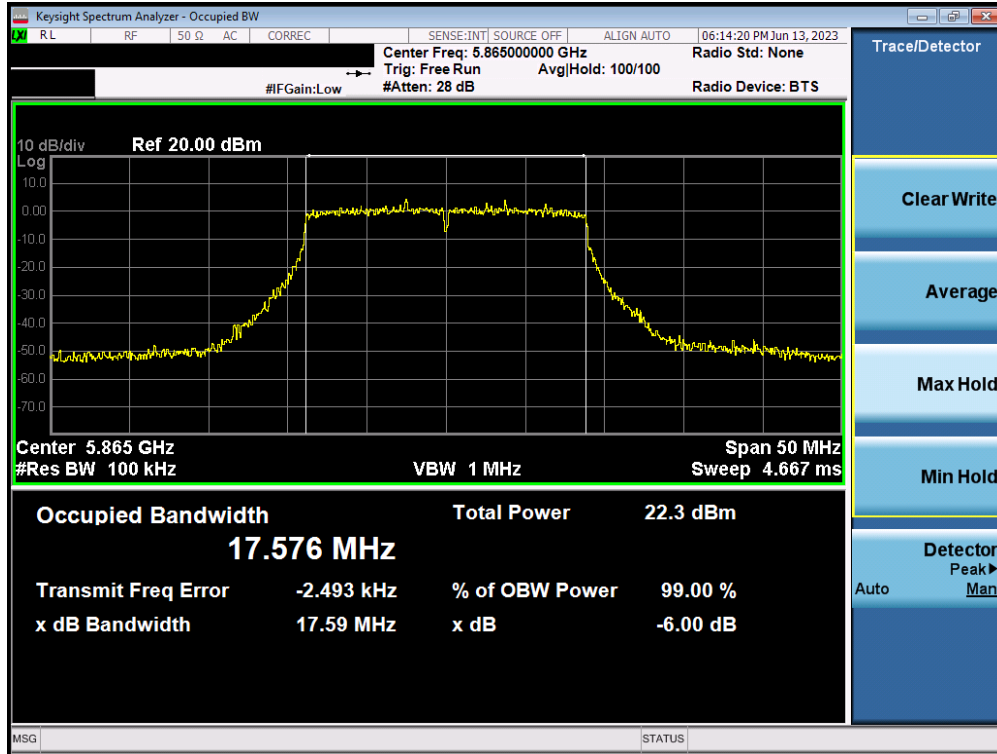 Keysight Spectrum Analyzer - Occupied BW
LXI RL RF 50 Ω AC CORREC SENSE:INT SOURCE OFF ALIGN AUTO 06:14:20 PM Jun 13, 2023
Center Freq: 5.865000000 GHz Radio Std: None
Trig: Free Run Avg|Hold: 100/100
#IFGain:Low #Atten: 28 dB Radio Device: BTS
10 dB/div Ref 20.00 dBm
Log
10.0
0.00
-10.0
-20.0
-30.0
-40.0
-50.0
-60.0
-70.0
Center 5.865 GHz Span 50 MHz
#Res BW 100 kHz VBW 1 MHz Sweep 4.667 ms
Occupied Bandwidth Total Power 22.3 dBm
17.576 MHz
Transmit Freq Error -2.493 kHz % of OBW Power 99.00 %
x dB Bandwidth 17.59 MHz x dB -6.00 dB
MSG STATUS
Trace/Detector
Clear Write
Average
Max Hold
Min Hold
Detector
Peak▶
Auto Man